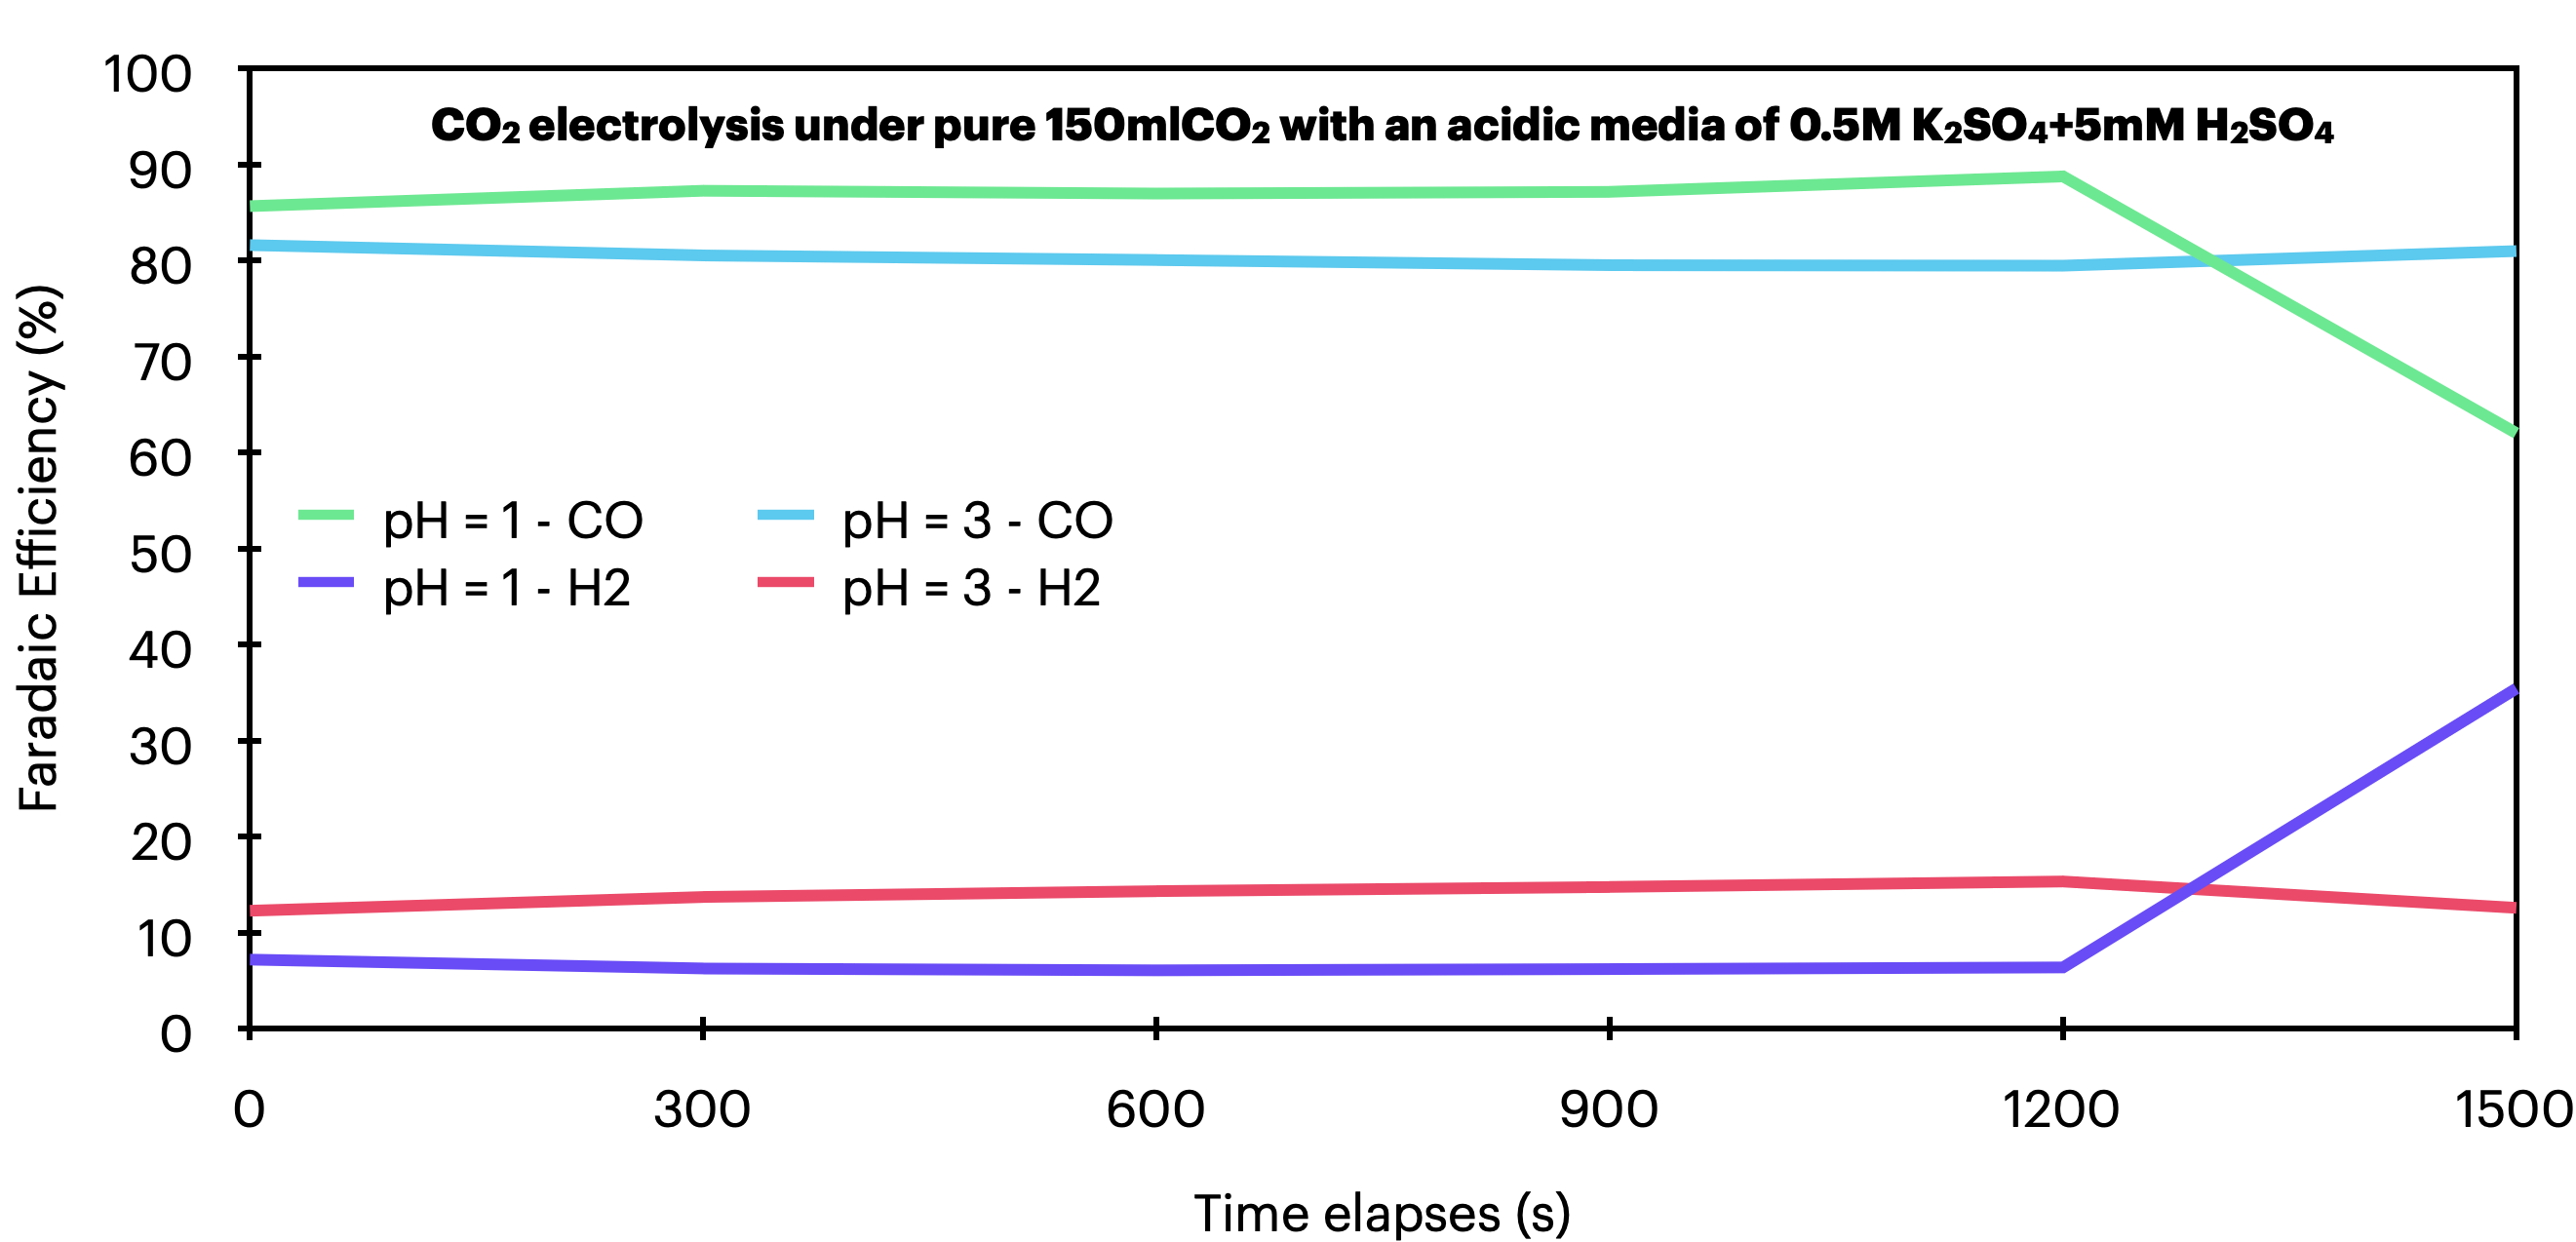 CO₂ electrolysis under pure 150mlCO₂ with an acidic media of 0.5M K₂SO₄+5mM H₂SO₄
Faradaic Efficiency (%)
100
90
80
70
60
50
40
30
20
10
0
pH = 1 - CO
pH = 3 - CO
pH = 1 - H2
pH = 3 - H2
0 300 600 900 1200 1500
Time elapses (s)